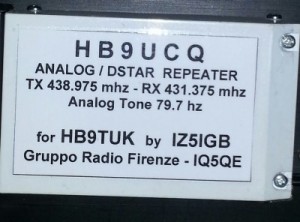 HB9UCQ
ANALOG / DSTAR REPEATER
TX 438.975 mhz - RX 431.375 mhz
Analog Tone 79.7 hz
for HB9TUK by IZ5IGB
Gruppo Radio Firenze - IQ5QE